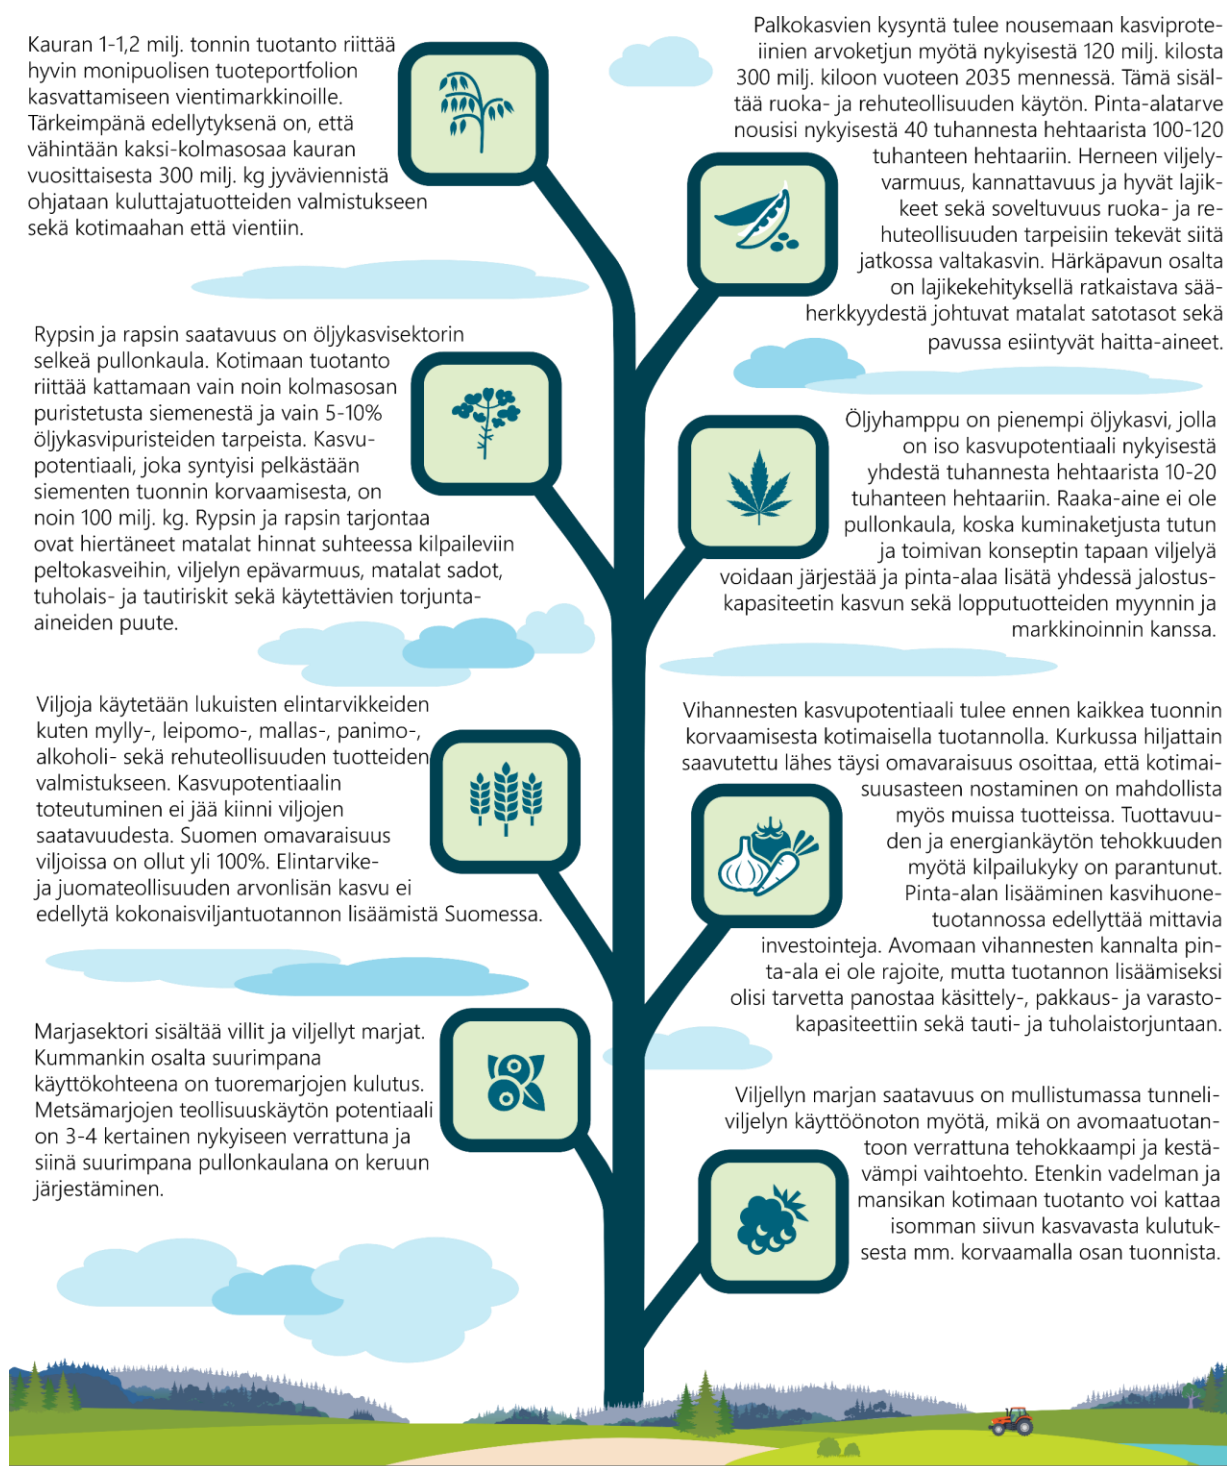 Kauran 1-1,2 milj. tonnin tuotanto riittää
hyvin monipuolisen tuoteportfolion
kasvattamiseen vientimarkkinoille.
Tärkeimpänä edellytyksenä on, että
vähintään kaksi-kolmasosaa kauran
vuosittaisesta 300 milj. kg jyväviennistä
ohjataan kuluttajatuotteiden valmistukseen
sekä kotimaahan että vientiin.
Palkokasvien kysyntä tulee nousemaan kasviprote-
iinien arvoketjun myötä nykyisestä 120 milj. kilosta
300 milj. kiloon vuoteen 2035 mennessä. Tämä sisäl-
tää ruoka- ja rehuteollisuuden käytön. Pinta-alatarve
nousisi nykyisestä 40 tuhannesta hehtaarista 100-120
tuhanteen hehtaariin. Herneen viljely-
varmuus, kannattavuus ja hyvät lajik-
keet sekä soveltuvuus ruoka- ja re-
huteollisuuden tarpeisiin tekevät siitä
jatkossa valtakasvin. Härkäpavun osalta
on lajikekehityksellä ratkaistava sää-
herkkyydestä johtuvat matalat satotasot sekä
pavussa esiintyvät haitta-aineet.
Rypsin ja rapsin saatavuus on öljykasvisektorin
selkeä pullonkaula. Kotimaan tuotanto
riittää kattamaan vain noin kolmasosan
puristetusta siemenestä ja vain 5-10%
öljykasvipuristeiden tarpeista. Kasvu-
potentiaali, joka syntyisi pelkästään
siementen tuonnin korvaamisesta, on
noin 100 milj. kg. Rypsin ja rapsin tarjontaa
ovat hiertäneet matalat hinnat suhteessa kilpaileviin
peltokasveihin, viljelyn epävarmuus, matalat sadot,
tuholais- ja tautiriskit sekä käytettävien torjunta-
aineiden puute.
Öljyhamppu on pienempi öljykasvi, jolla
on iso kasvupotentiaali nykyisestä
yhdestä tuhannesta hehtaarista 10-20
tuhanteen hehtaariin. Raaka-aine ei ole
pullonkaula, koska kuminaketjusta tutun
ja toimivan konseptin tapaan viljelyä
voidaan järjestää ja pinta-alaa lisätä yhdessä jalostus-
kapasiteetin kasvun sekä lopputuotteiden myynnin ja
markkinoinnin kanssa.
Viljoja käytetään lukuisten elintarvikkeiden
kuten mylly-, leipomo-, mallas-, panimo-,
alkoholi- sekä rehuteollisuuden tuotteiden
valmistukseen. Kasvupotentiaalin
toteutuminen ei jää kiinni viljojen
saatavuudesta. Suomen omavaraisuus
viljoissa on ollut yli 100%. Elintarvike-
ja juomateollisuuden arvonlisän kasvu ei
edellytä kokonaisviljantuotannon lisäämistä Suomessa.
Vihannesten kasvupotentiaali tulee ennen kaikkea tuonnin
korvaamisesta kotimaisella tuotannolla. Kurkussa hiljattain
saavutettu lähes täysi omavaraisuus osoittaa, että kotimai-
suusasteen nostaminen on mahdollista
myös muissa tuotteissa. Tuottavuu-
den ja energiankäytön tehokkuuden
myötä kilpailukyky on parantunut.
Pinta-alan lisääminen kasvihuone-
tuotannossa edellyttää mittavia
investointeja. Avomaan vihannesten kannalta pin-
ta-ala ei ole rajoite, mutta tuotannon lisäämiseksi
olisi tarvetta panostaa käsittely-, pakkaus- ja varasto-
kapasiteettiin sekä tauti- ja tuholaistorjuntaan.
Marjasektori sisältää villit ja viljellyt marjat.
Kummankin osalta suurimpana
käyttökohteena on tuoremarjojen kulutus.
Metsämarjojen teollisuuskäytön potentiaali
on 3-4 kertainen nykyiseen verrattuna ja
siinä suurimpana pullonkaulana on keruun
järjestäminen.
Viljellyn marjan saatavuus on mullistumassa tunneli-
viljelyn käyttöönoton myötä, mikä on avomaatuotan-
toon verrattuna tehokkaampi ja kestä-
vämpi vaihtoehto. Etenkin vadelman ja
mansikan kotimaan tuotanto voi kattaa
isomman siivun kasvavasta kulutuk-
sesta mm. korvaamalla osan tuonnista.